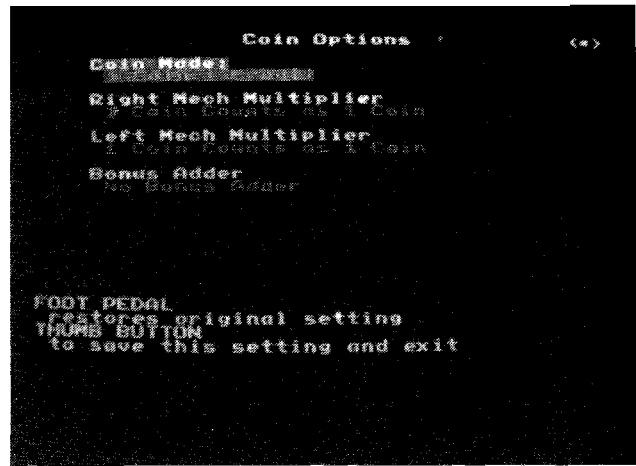 Coin Options <*>
Coin Mode:
Right Mech Multiplier
1 Coin Counts as 1 Coin
Left Mech Multiplier
1 Coin Counts as 1 Coin
Bonus Adder
No Bonus Adder
FOOT PEDAL
restores original setting
THUMB BUTTON
to save this setting and exit